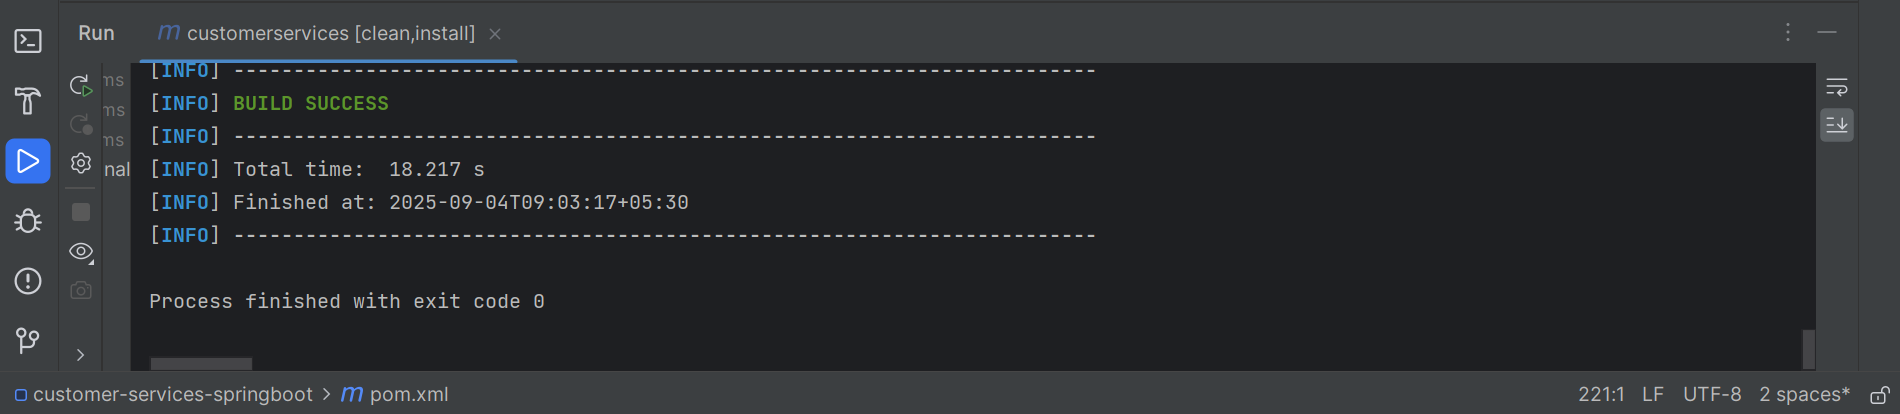 Run m customerservices [clean,install]
ms [INFO] ------------------------------------------------------------------------
ms [INFO] BUILD SUCCESS
ms [INFO] ------------------------------------------------------------------------
nal [INFO] Total time:  18.217 s
[INFO] Finished at: 2025-09-04T09:03:17+05:30
[INFO] ------------------------------------------------------------------------
Process finished with exit code 0
customer-services-springboot > m pom.xml 221:1 LF UTF-8 2 spaces*